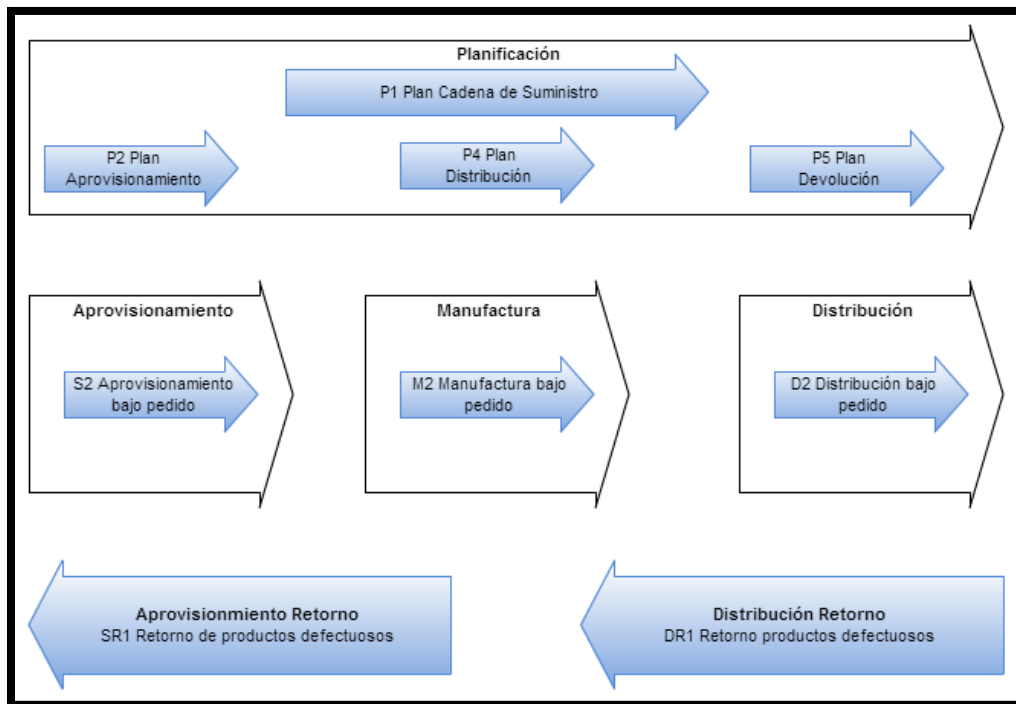 Planificación
P1 Plan Cadena de Suministro
P2 Plan
Aprovisionamiento
P4 Plan
Distribución
P5 Plan
Devolución
Aprovisionamiento
S2 Aprovisionamiento
bajo pedido
Manufactura
M2 Manufactura bajo
pedido
Distribución
D2 Distribución bajo
pedido
Aprovisionmiento Retorno
SR1 Retorno de productos defectuosos
Distribución Retorno
DR1 Retorno productos defectuosos